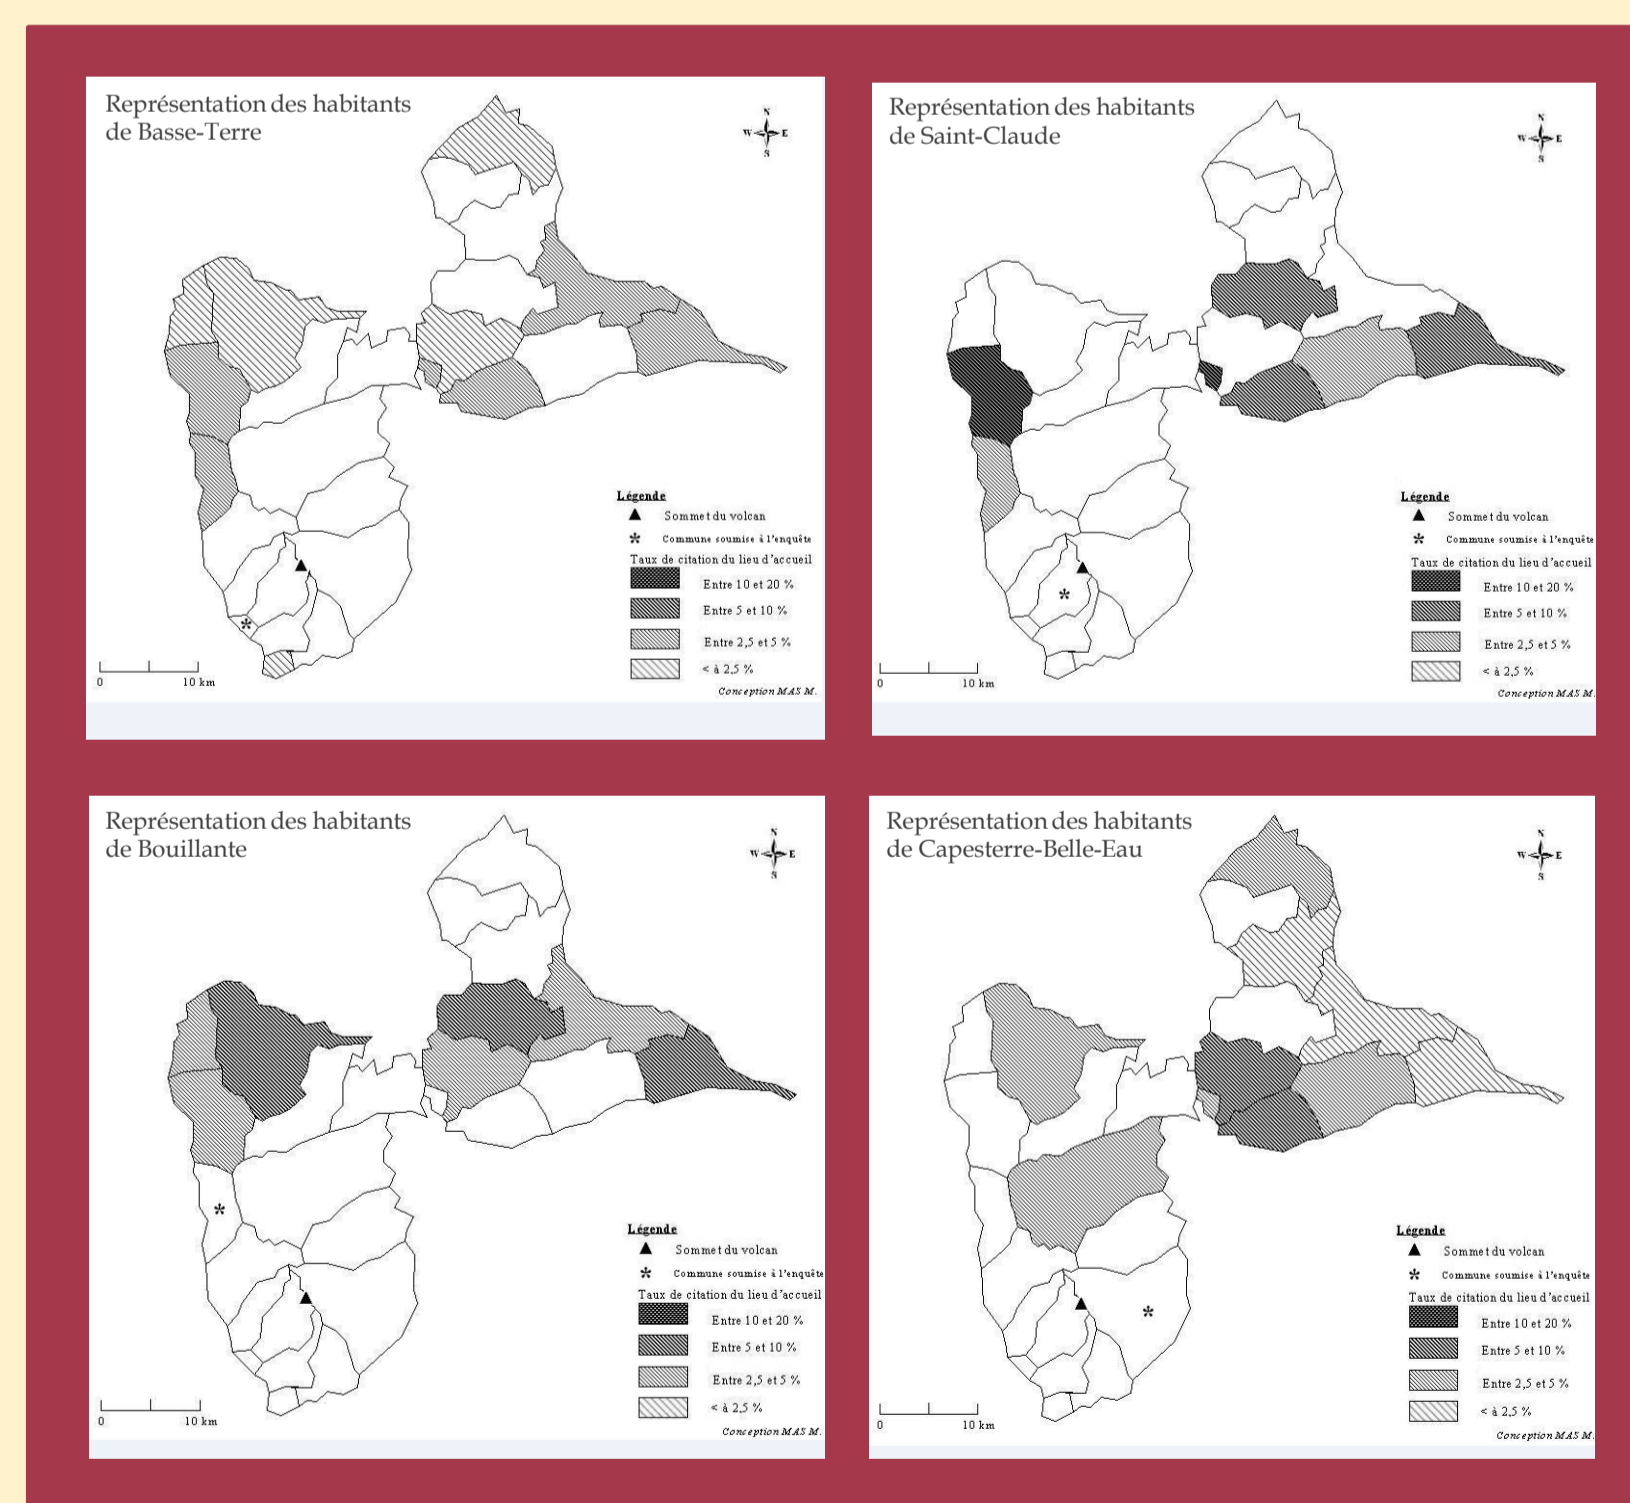 Représentation des habitants
de Basse-Terre
N
W E
S
Légende
Sommet du volcan
Commune soumise à l'enquête
Taux de citation du lieu d'accueil
Entre 10 et 20 %
Entre 5 et 10 %
Entre 2,5 et 5 %
< à 2,5 %
0 10 km
Conception MAS M.
Représentation des habitants
de Saint-Claude
N
W E
S
Légende
Sommet du volcan
Commune soumise à l'enquête
Taux de citation du lieu d'accueil
Entre 10 et 20 %
Entre 5 et 10 %
Entre 2,5 et 5 %
< à 2,5 %
0 10 km
Conception MAS M.
Représentation des habitants
de Bouillante
N
W E
S
Légende
Sommet du volcan
Commune soumise à l'enquête
Taux de citation du lieu d'accueil
Entre 10 et 20 %
Entre 5 et 10 %
Entre 2,5 et 5 %
< à 2,5 %
0 10 km
Conception MAS M.
Représentation des habitants
de Capesterre-Belle-Eau
N
W E
S
Légende
Sommet du volcan
Commune soumise à l'enquête
Taux de citation du lieu d'accueil
Entre 10 et 20 %
Entre 5 et 10 %
Entre 2,5 et 5 %
< à 2,5 %
0 10 km
Conception MAS M.